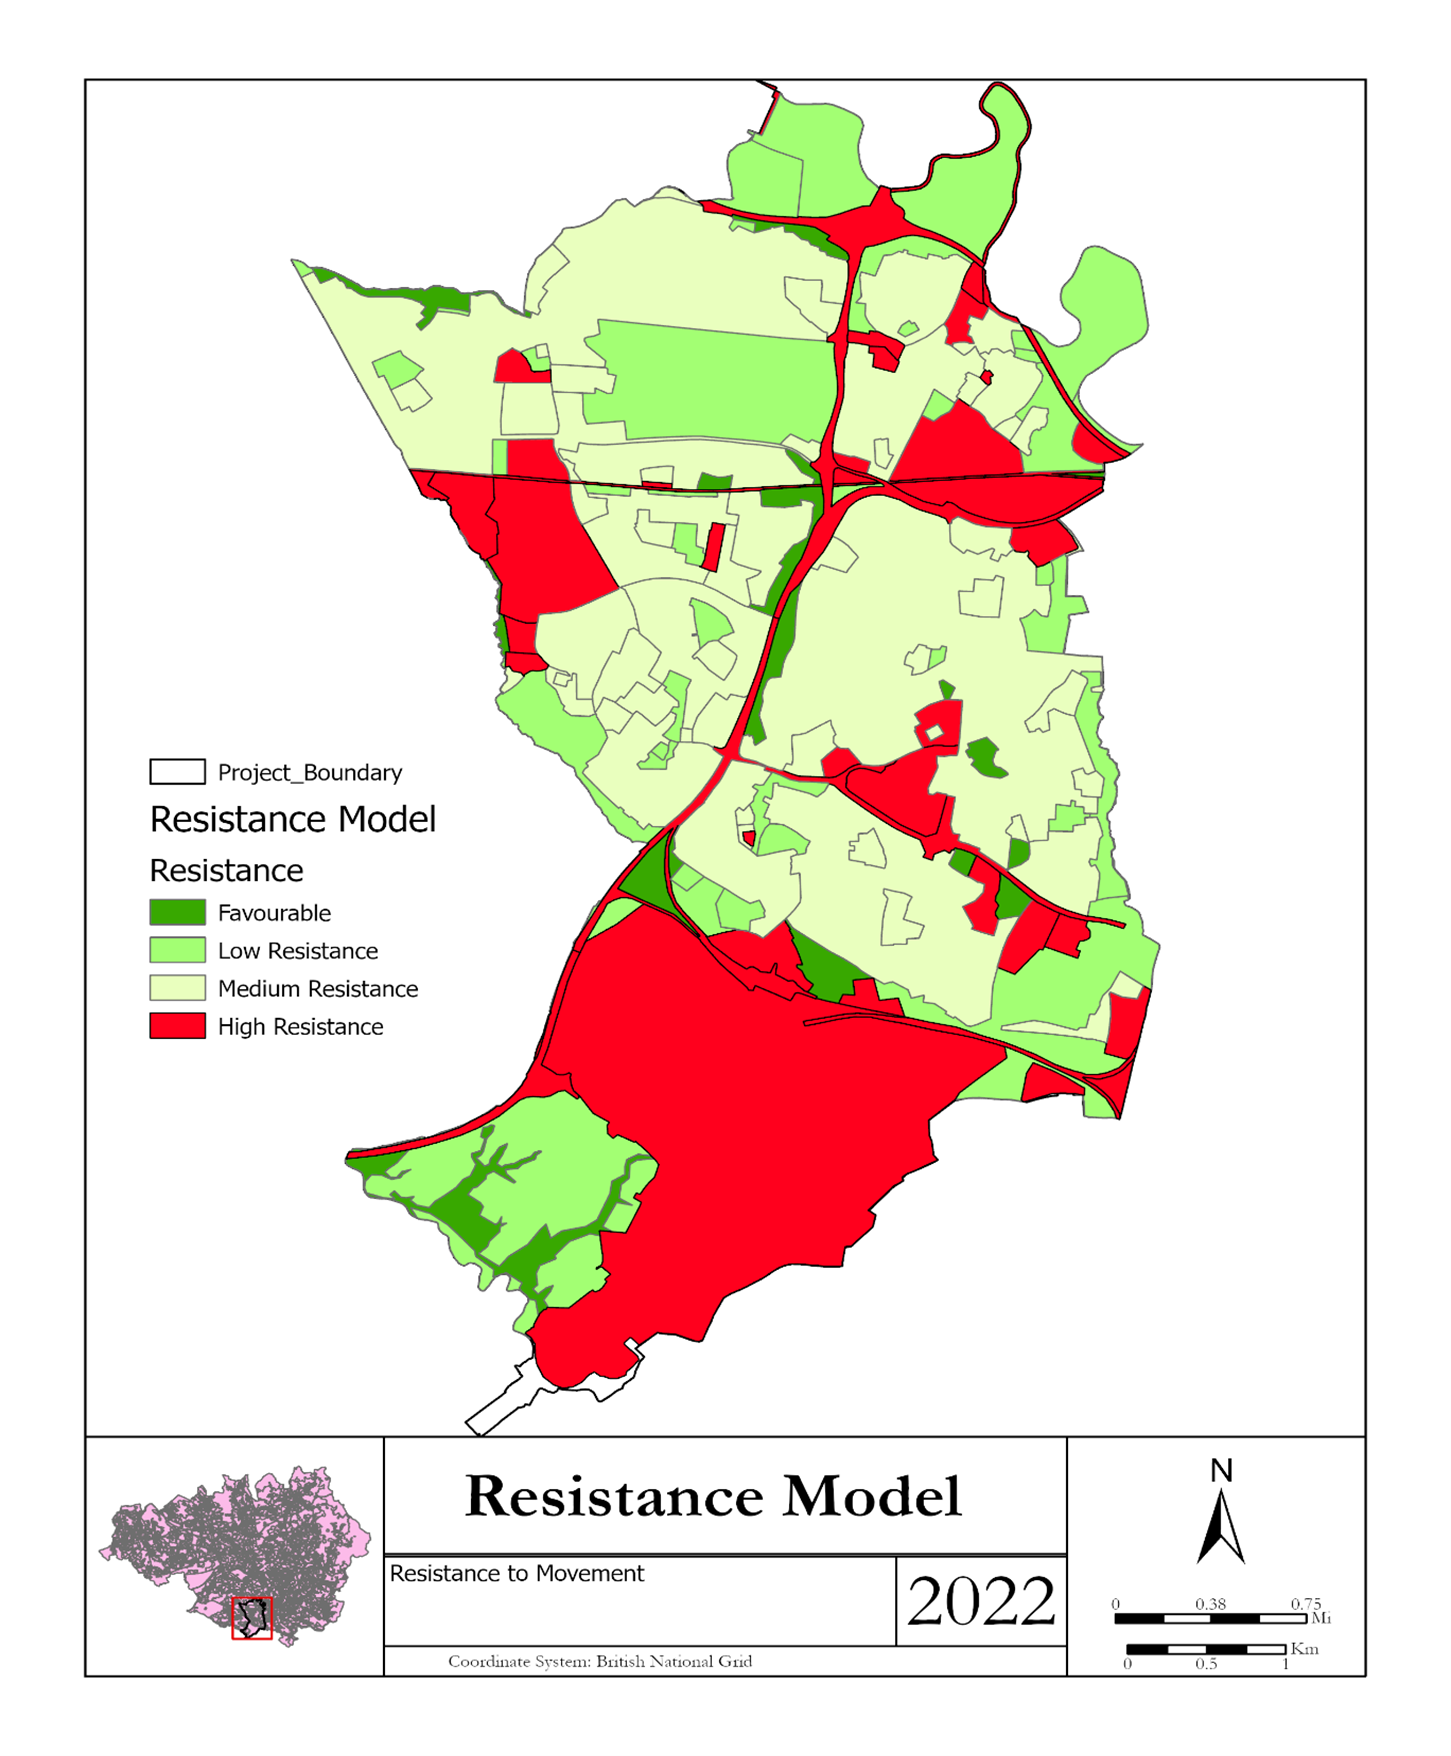 Project_Boundary
Resistance Model
Resistance
Favourable
Low Resistance
Medium Resistance
High Resistance
Resistance Model
Resistance to Movement
2022
Coordinate System: British National Grid
N
0 0.38 0.75
Mi
Km
0 0.5 1